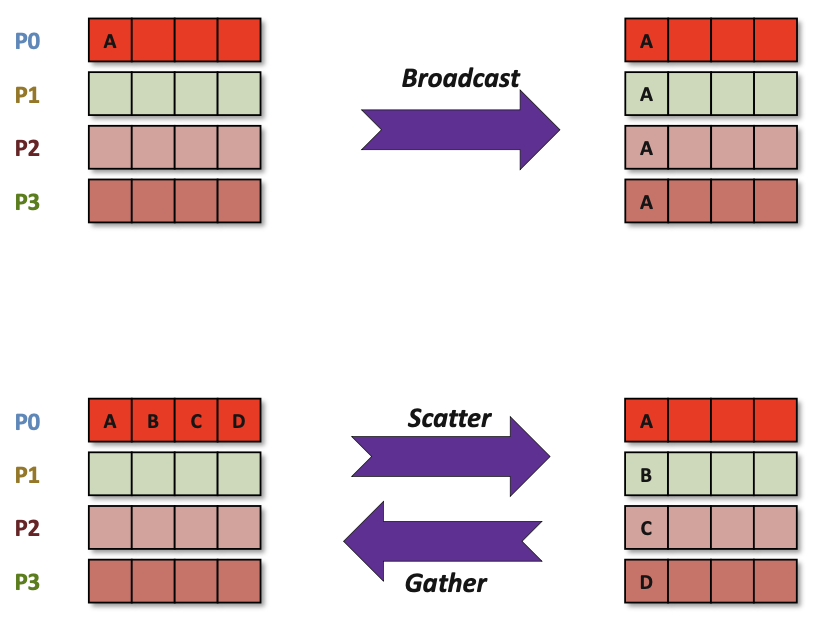 P0 A A
Broadcast
P1 A
P2 A
P3 A
P0 A B C D A
Scatter
P1 B
P2 C
P3 D
Gather